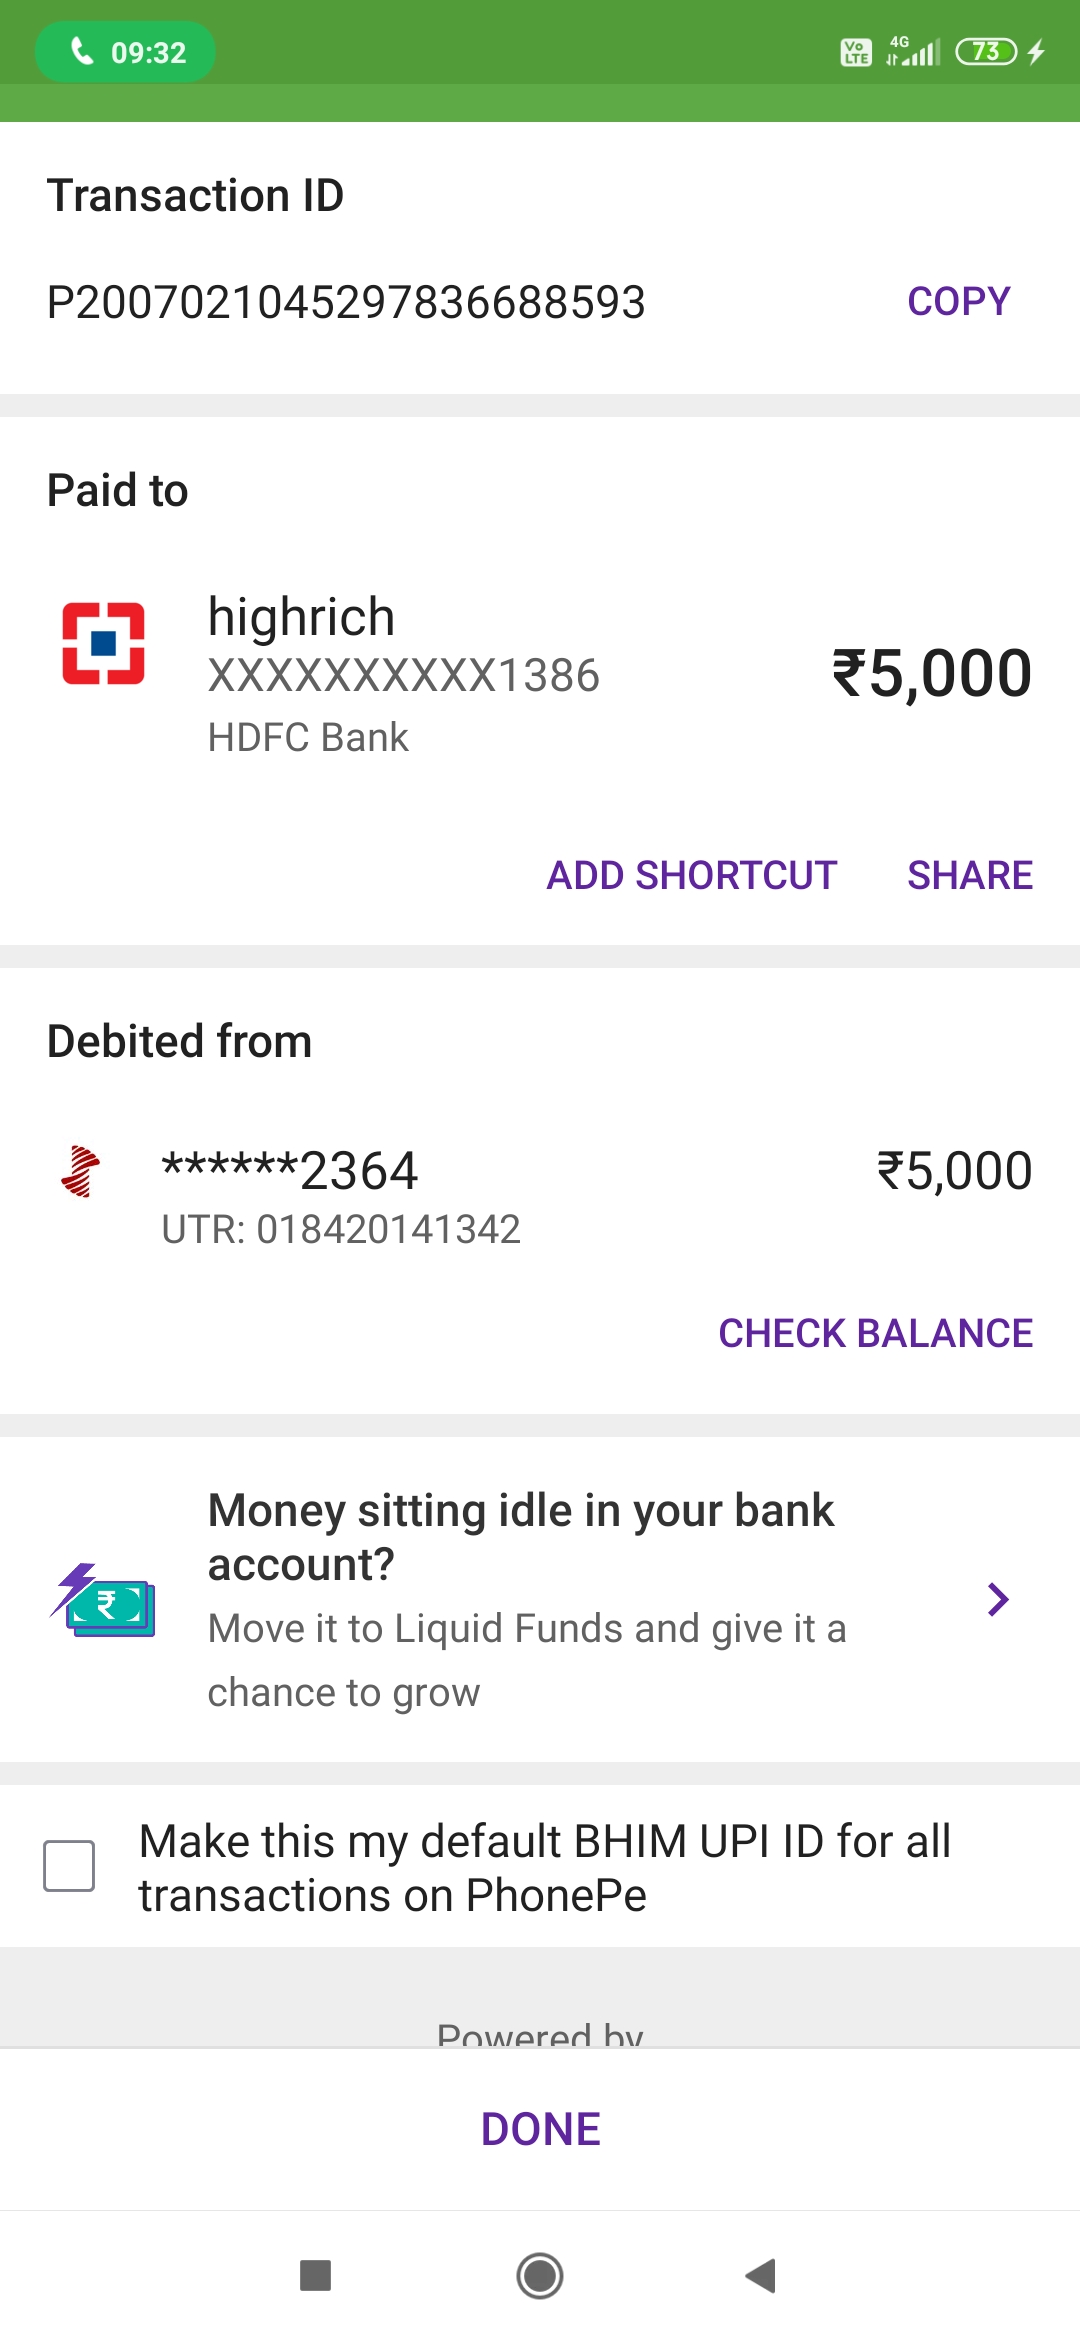 09:32
Vo LTE 4G 73
Transaction ID
P2007021045297836688593 COPY
Paid to
highrich
XXXXXXXXXX1386 ₹5,000
HDFC Bank
ADD SHORTCUT SHARE
Debited from
******2364 ₹5,000
UTR: 018420141342
CHECK BALANCE
Money sitting idle in your bank
account?
Move it to Liquid Funds and give it a
chance to grow
Make this my default BHIM UPI ID for all
transactions on PhonePe
Powered by
DONE